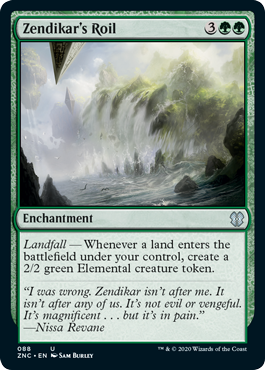 Zendikar's Roil 3
Enchantment
Landfall — Whenever a land enters the
battlefield under your control, create a
2/2 green Elemental creature token.
“I was wrong. Zendikar isn’t after me. It
isn’t after any of us. It’s not evil or vengeful.
It’s magnificent . . . but it’s in pain.”
—Nissa Revane
088 U
ZNC • EN SAM BURLEY
™ & © 2020 Wizards of the Coast